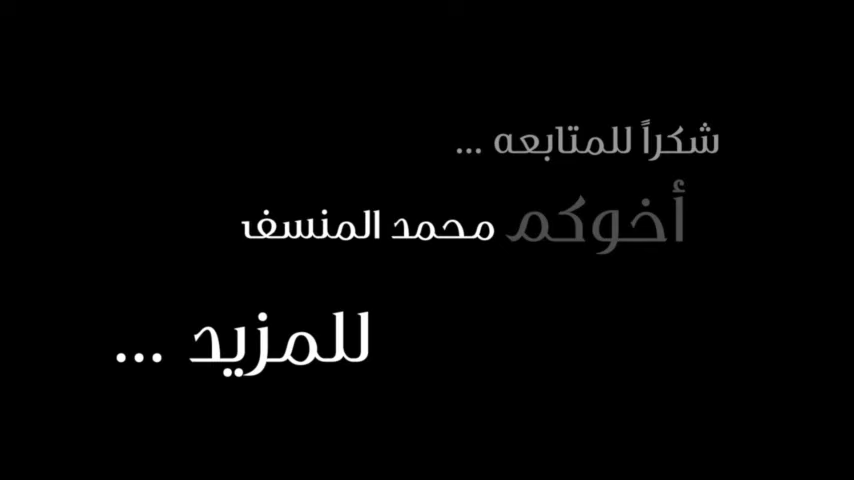 شكراً للمتابعه ...
أخوكم محمد المنسف
للمزيد ...